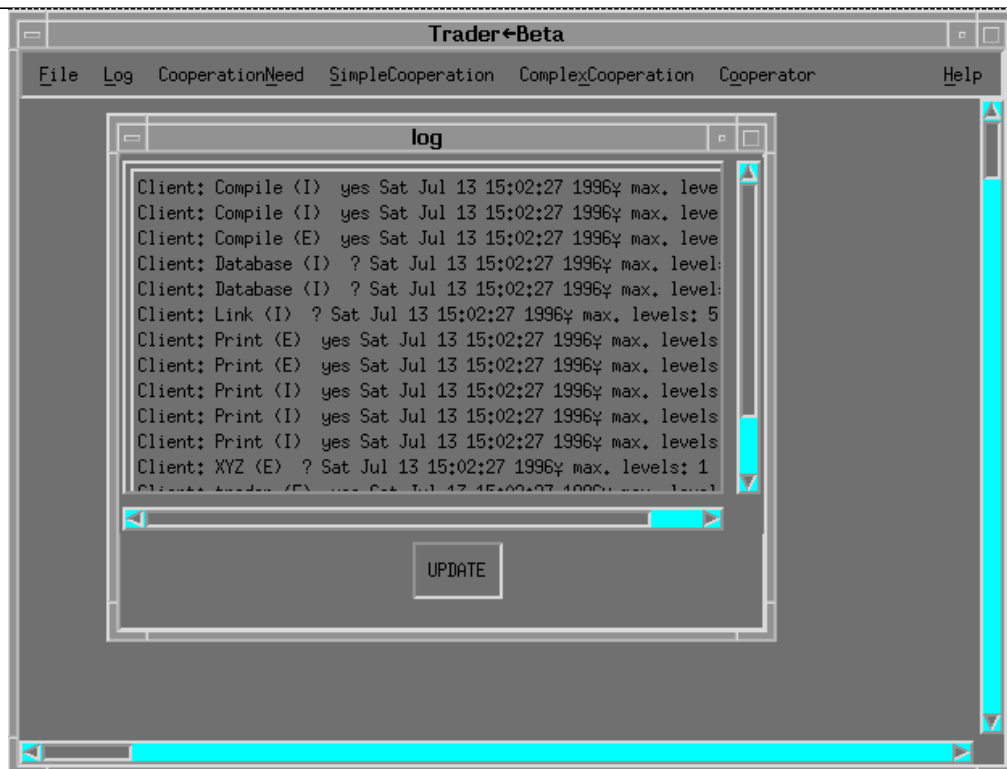 Trader←Beta
File Log CooperationNeed SimpleCooperation ComplexCooperation Cooperator Help
log
Client: Compile (I) yes Sat Jul 13 15:02:27 1996¥ max. leve
Client: Compile (I) yes Sat Jul 13 15:02:27 1996¥ max. leve
Client: Compile (E) yes Sat Jul 13 15:02:27 1996¥ max. leve
Client: Database (I) ? Sat Jul 13 15:02:27 1996¥ max. level
Client: Database (I) ? Sat Jul 13 15:02:27 1996¥ max. level
Client: Link (I) ? Sat Jul 13 15:02:27 1996¥ max. levels: 5
Client: Print (E) yes Sat Jul 13 15:02:27 1996¥ max. levels
Client: Print (E) yes Sat Jul 13 15:02:27 1996¥ max. levels
Client: Print (I) yes Sat Jul 13 15:02:27 1996¥ max. levels
Client: Print (I) yes Sat Jul 13 15:02:27 1996¥ max. levels
Client: Print (I) yes Sat Jul 13 15:02:27 1996¥ max. levels
Client: XYZ (E) ? Sat Jul 13 15:02:27 1996¥ max. levels: 1
UPDATE